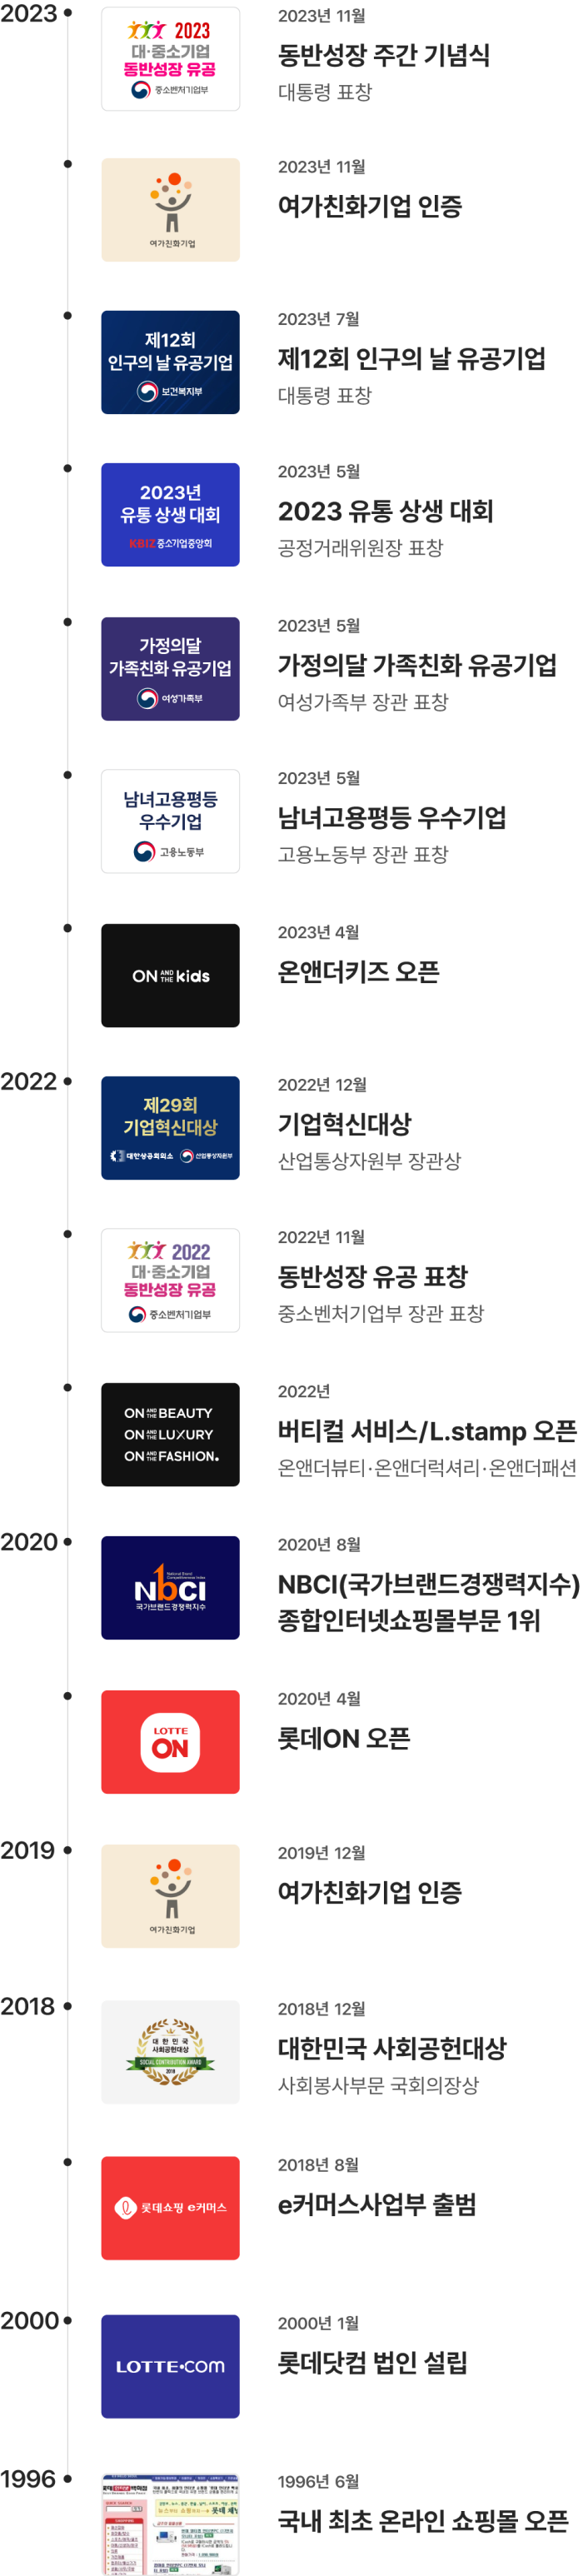 2023
2023
대·중소기업
동반성장 유공
중소벤처기업부
2023년 11월
동반성장 주간 기념식
대통령 표창
여가친화기업
2023년 11월
여가친화기업 인증
제12회
인구의 날 유공기업
보건복지부
2023년 7월
제12회 인구의 날 유공기업
대통령 표창
2023년
유통 상생 대회
KBIZ중소기업중앙회
2023년 5월
2023 유통 상생 대회
공정거래위원장 표창
가정의달
가족친화 유공기업
여성가족부
2023년 5월
가정의달 가족친화 유공기업
여성가족부 장관 표창
남녀고용평등
우수기업
고용노동부
2023년 5월
남녀고용평등 우수기업
고용노동부 장관 표창
ON AND THE kids
2023년 4월
온앤더키즈 오픈
2022
제29회
기업혁신대상
대한상공회의소 산업통상자원부
2022년 12월
기업혁신대상
산업통상자원부 장관상
2022
대·중소기업
동반성장 유공
중소벤처기업부
2022년 11월
동반성장 유공 표창
중소벤처기업부 장관 표창
ON AND THE BEAUTY
ON AND THE LUXURY
ON AND THE FASHION.
2022년
버티컬 서비스/L.stamp 오픈
온앤더뷰티·온앤더럭셔리·온앤더패션
2020
National Brand
Competitiveness Index
NBCI
국가브랜드경쟁력지수
2020년 8월
NBCI(국가브랜드경쟁력지수)
종합인터넷쇼핑몰부문 1위
LOTTE
ON
2020년 4월
롯데ON 오픈
2019
여가친화기업
2019년 12월
여가친화기업 인증
2018
대한민국
사회공헌대상
SOCIAL CONTRIBUTION AWARD
2018
2018년 12월
대한민국 사회공헌대상
사회봉사부문 국회의장상
롯데쇼핑 e커머스
2018년 8월
e커머스사업부 출범
2000
LOTTE.COM
2000년 1월
롯데닷컴 법인 설립
1996
1996년 6월
국내 최초 온라인 쇼핑몰 오픈